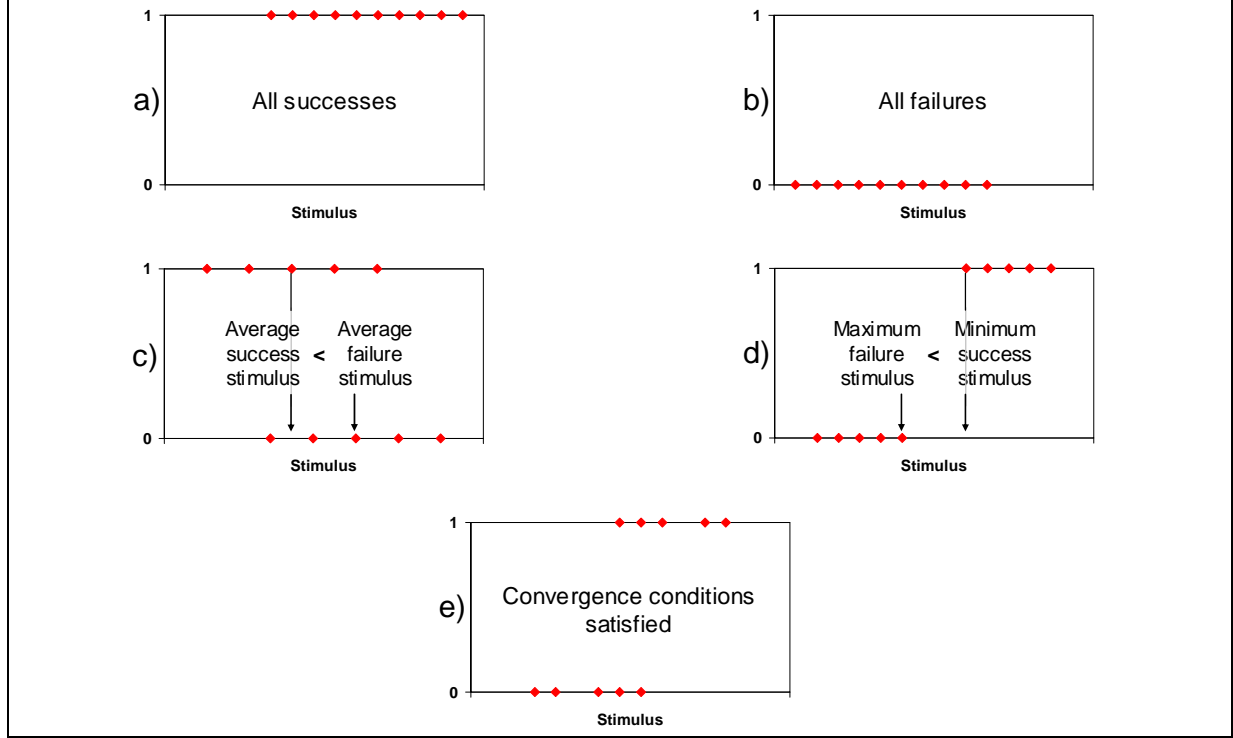 1
a)
All successes
0
Stimulus
1
b)
All failures
0
Stimulus
1
c)
Average
success
stimulus
<
Average
failure
stimulus
0
Stimulus
1
d)
Maximum
failure
stimulus
<
Minimum
success
stimulus
0
Stimulus
1
e)
Convergence conditions
satisfied
0
Stimulus